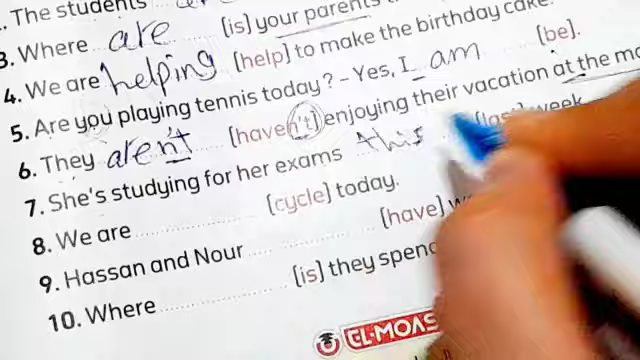 The students
3. Where are [is] your parents
4. We are helping [help] to make the birthday cake.
5. Are you playing tennis today? – Yes, I am [be].
6. They aren't [haven't] enjoying their vacation at the mo
7. She's studying for her exams this [last] week
8. We are [cycle] today.
9. Hassan and Nour [have]
10. Where [is] they spen
EL-MOAS